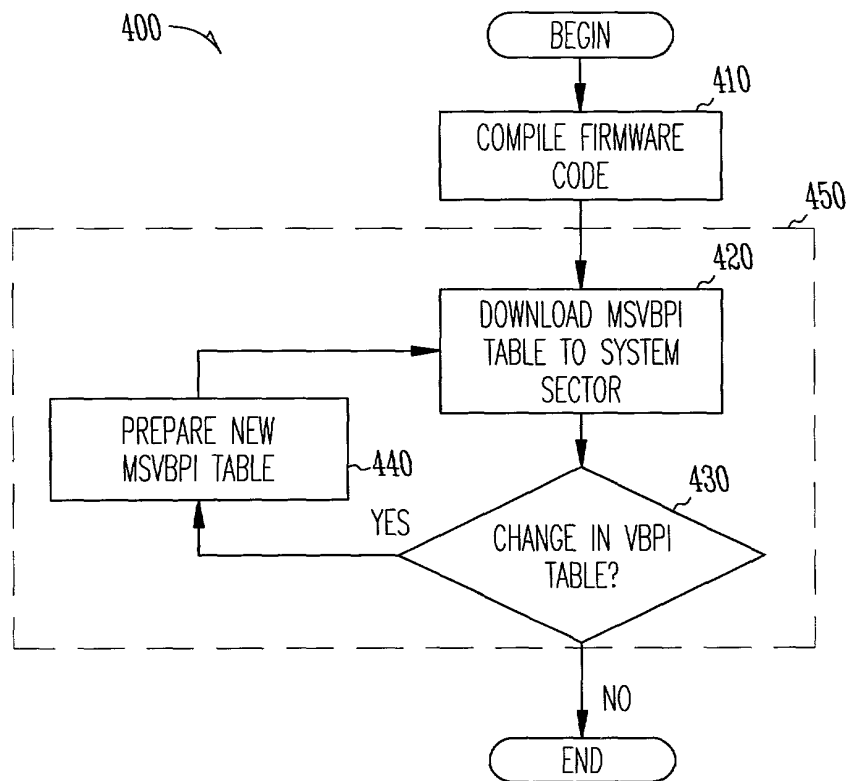 400
BEGIN
410
COMPILE FIRMWARE
CODE
450
420
DOWNLOAD MSVBPI
TABLE TO SYSTEM
SECTOR
PREPARE NEW
MSVBPI TABLE
440
430
YES
CHANGE IN VBPI
TABLE?
NO
END